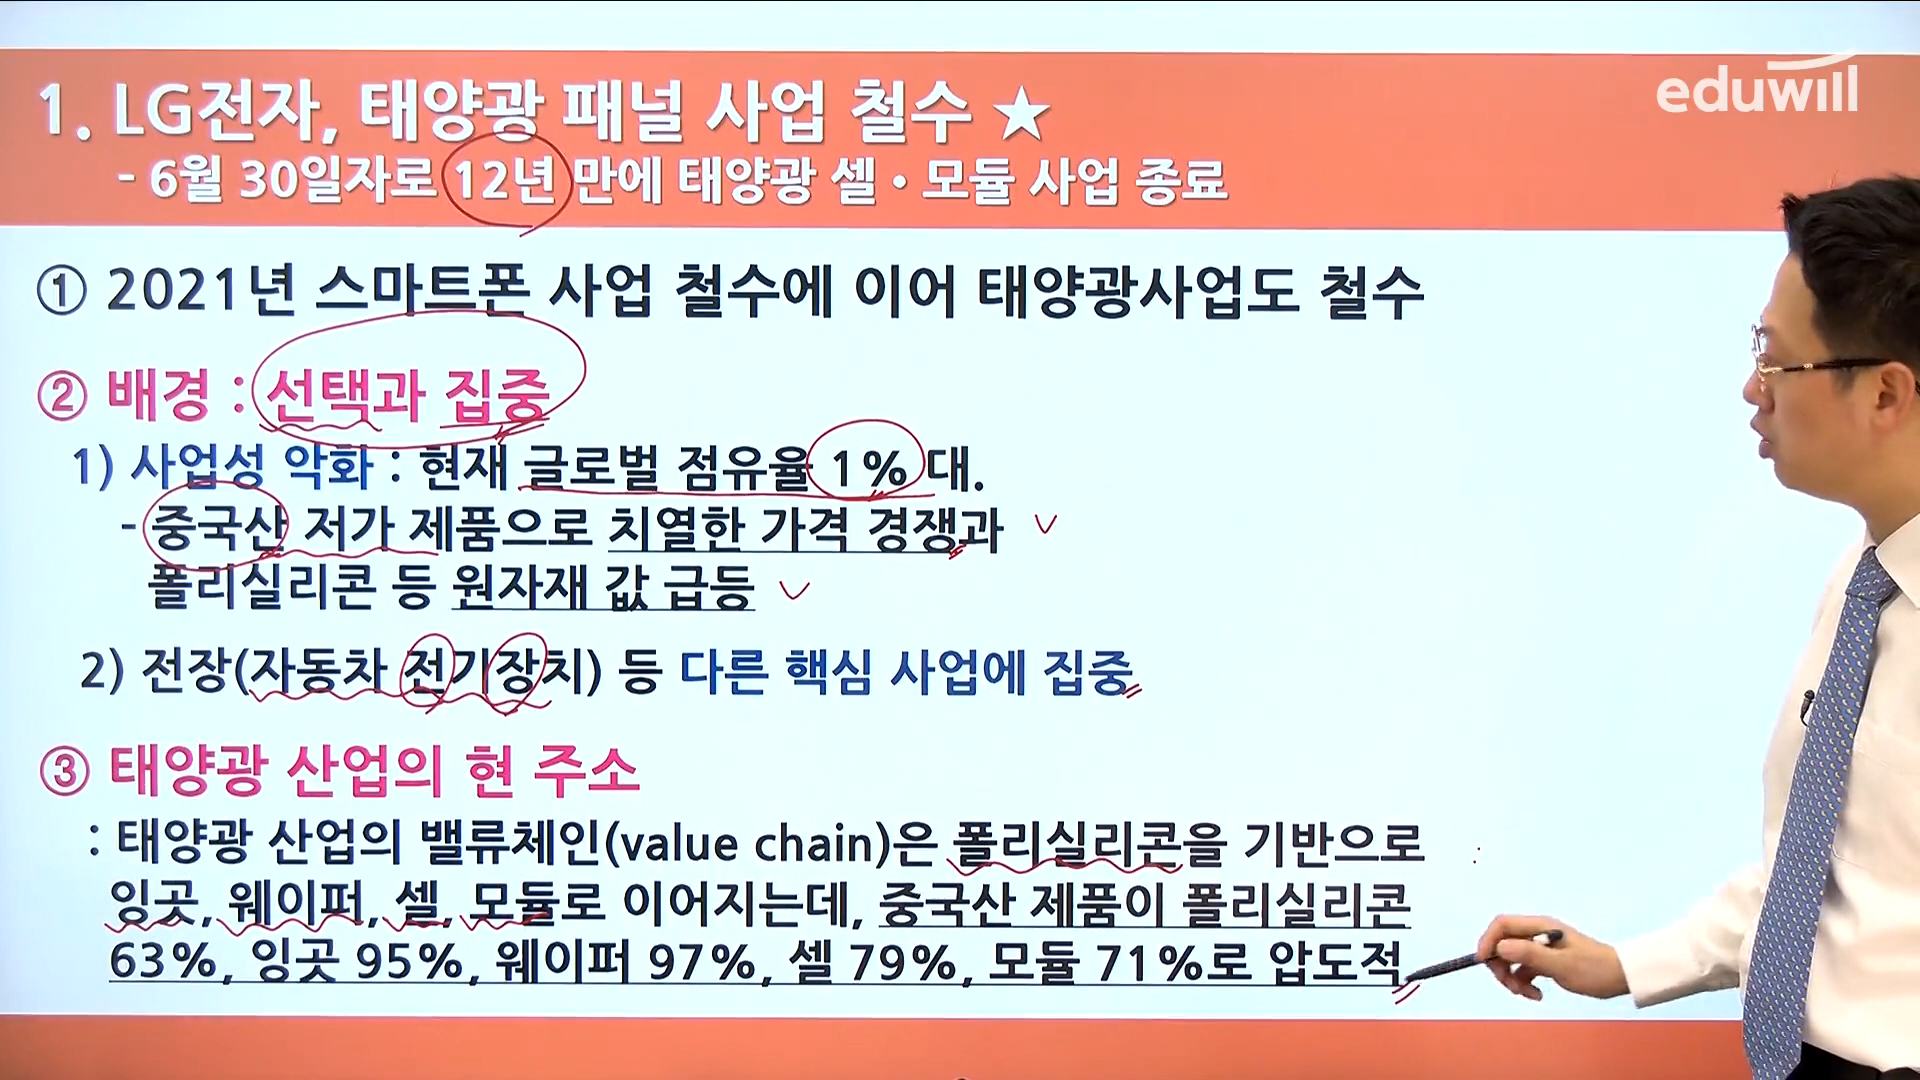 eduwill
1. LG전자, 태양광 패널 사업 철수 ★
- 6월 30일자로 12년 만에 태양광 셀·모듈 사업 종료
① 2021년 스마트폰 사업 철수에 이어 태양광사업도 철수
② 배경 : 선택과 집중
1) 사업성 악화 : 현재 글로벌 점유율 1% 대.
- 중국산 저가 제품으로 치열한 가격 경쟁과
폴리실리콘 등 원자재 값 급등
2) 전장(자동차 전기장치) 등 다른 핵심 사업에 집중
③ 태양광 산업의 현 주소
: 태양광 산업의 밸류체인(value chain)은 폴리실리콘을 기반으로
잉곳, 웨이퍼, 셀, 모듈로 이어지는데, 중국산 제품이 폴리실리콘
63%, 잉곳 95%, 웨이퍼 97%, 셀 79%, 모듈 71%로 압도적